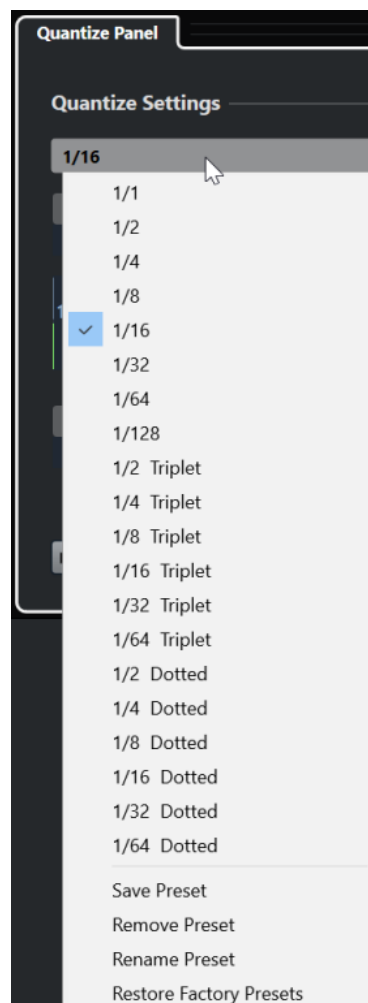 Quantize Panel
Quantize Settings
1/16
1/1
1/2
1/4
1/8
1/16
1/32
1/64
1/128
1/2 Triplet
1/4 Triplet
1/8 Triplet
1/16 Triplet
1/32 Triplet
1/64 Triplet
1/2 Dotted
1/4 Dotted
1/8 Dotted
1/16 Dotted
1/32 Dotted
1/64 Dotted
Save Preset
Remove Preset
Rename Preset
Restore Factory Presets